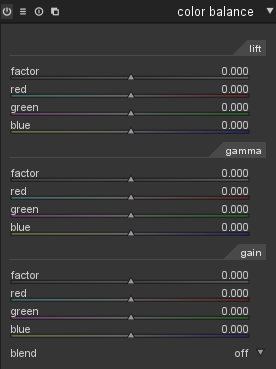 color balance
lift
factor 0.000
red 0.000
green 0.000
blue 0.000
gamma
factor 0.000
red 0.000
green 0.000
blue 0.000
gain
factor 0.000
red 0.000
green 0.000
blue 0.000
blend off